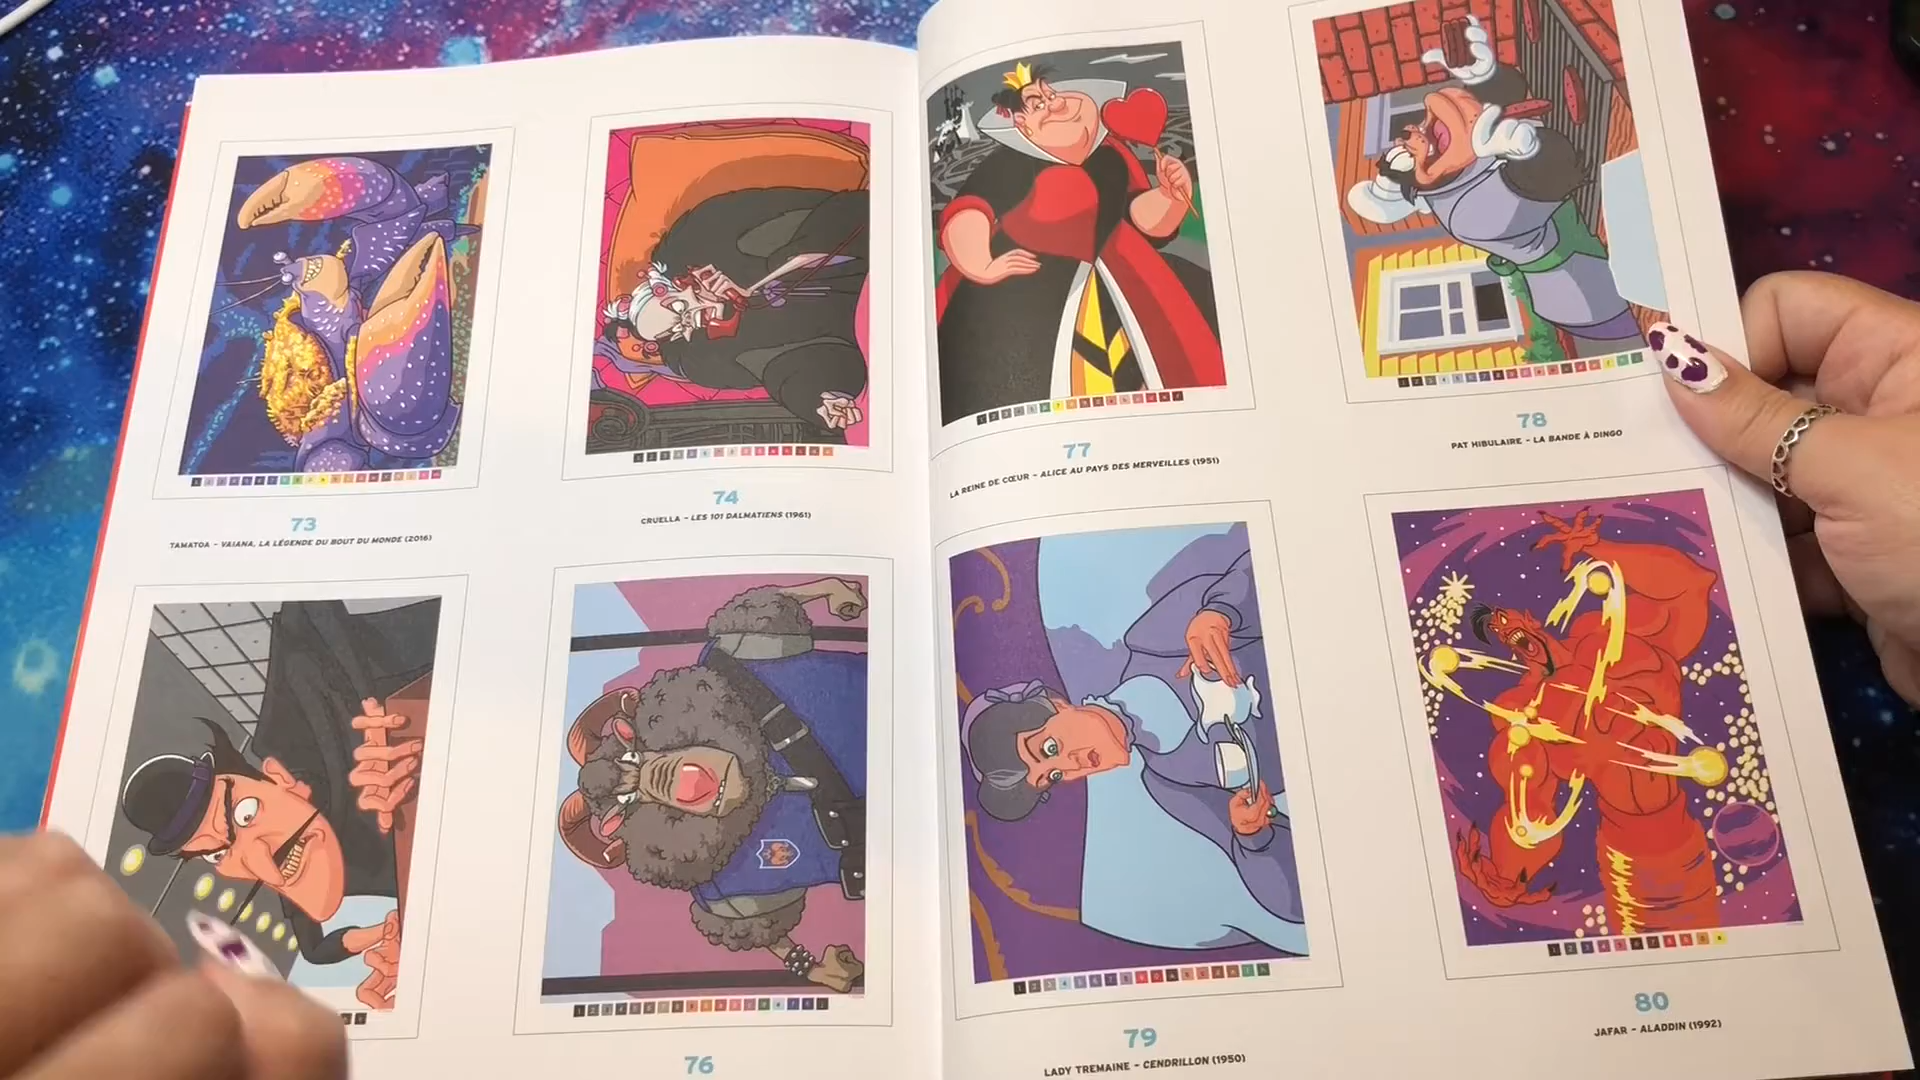 73
TAMATOA – VAIANA, LA LÉGENDE DU BOUT DU MONDE (2016)
74
CRUELLA – LES 101 DALMATIENS (1961)
76
77
LA REINE DE CŒUR – ALICE AU PAYS DES MERVEILLES (1951)
78
PAT HIBULAIRE – LA BANDE À DINGO
79
LADY TREMAINE – CENDRILLON (1950)
80
JAFAR – ALADDIN (1992)